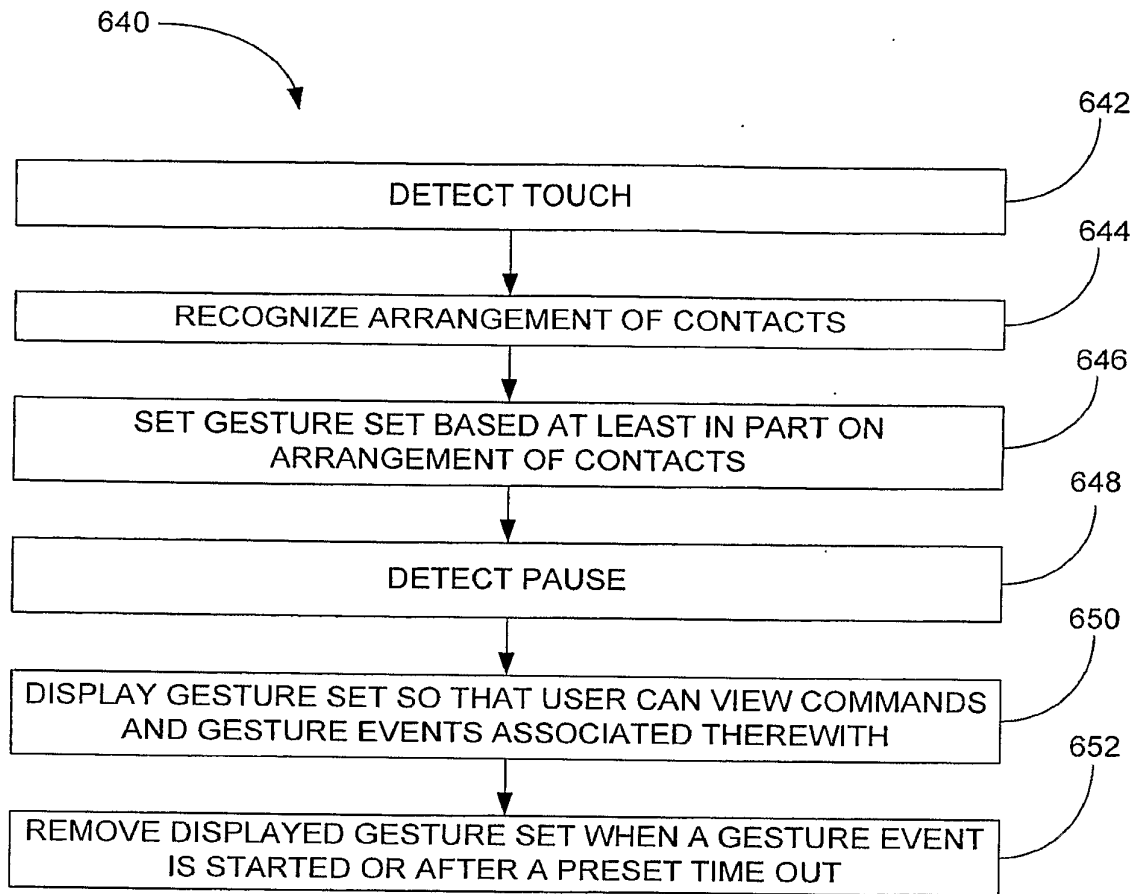 640
642
DETECT TOUCH
644
RECOGNIZE ARRANGEMENT OF CONTACTS
646
SET GESTURE SET BASED AT LEAST IN PART ON
ARRANGEMENT OF CONTACTS
648
DETECT PAUSE
650
DISPLAY GESTURE SET SO THAT USER CAN VIEW COMMANDS
AND GESTURE EVENTS ASSOCIATED THEREWITH
652
REMOVE DISPLAYED GESTURE SET WHEN A GESTURE EVENT
IS STARTED OR AFTER A PRESET TIME OUT